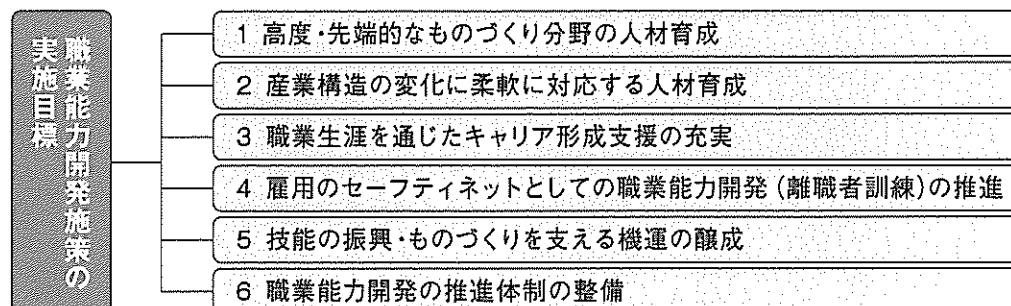 職業能力開発施策の
実施目標
1 高度・先端的なものづくり分野の人材育成
2 産業構造の変化に柔軟に対応する人材育成
3 職業生涯を通じたキャリア形成支援の充実
4 雇用のセーフティネットとしての職業能力開発(離職者訓練)の推進
5 技能の振興・ものづくりを支える機運の醸成
6 職業能力開発の推進体制の整備